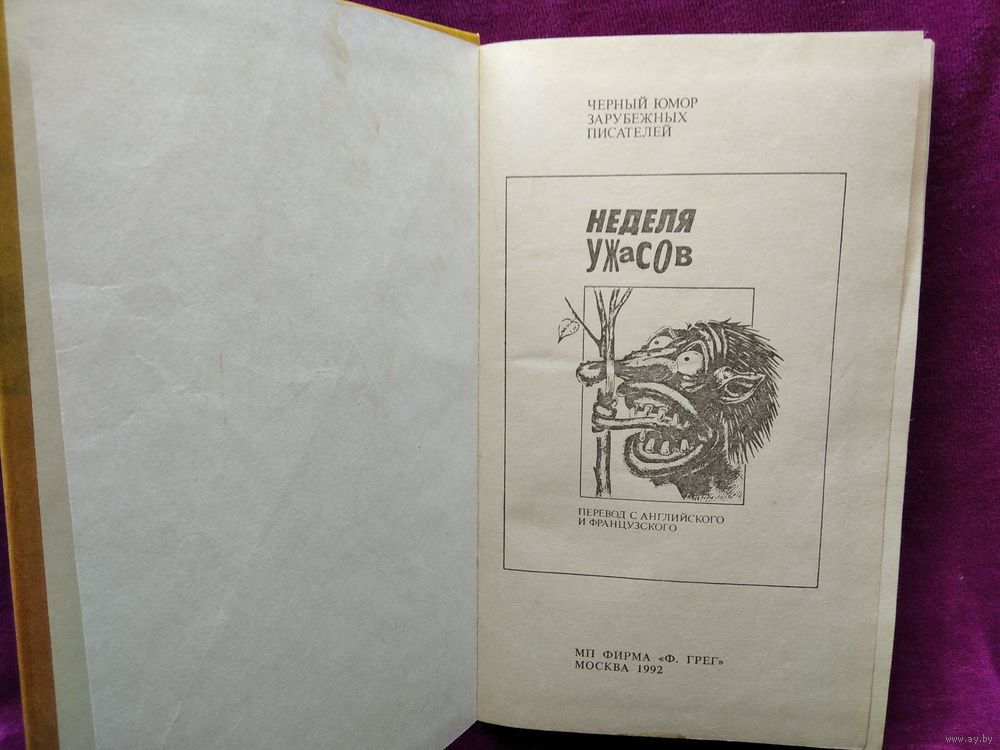 ЧЕРНЫЙ ЮМОР
ЗАРУБЕЖНЫХ
ПИСАТЕЛЕЙ
НЕДЕЛЯ
УЖаСОВ
ПЕРЕВОД С АНГЛИЙСКОГО
И ФРАНЦУЗСКОГО
МП ФИРМА «Ф. ГРЕГ»
МОСКВА 1992
www.ay.by